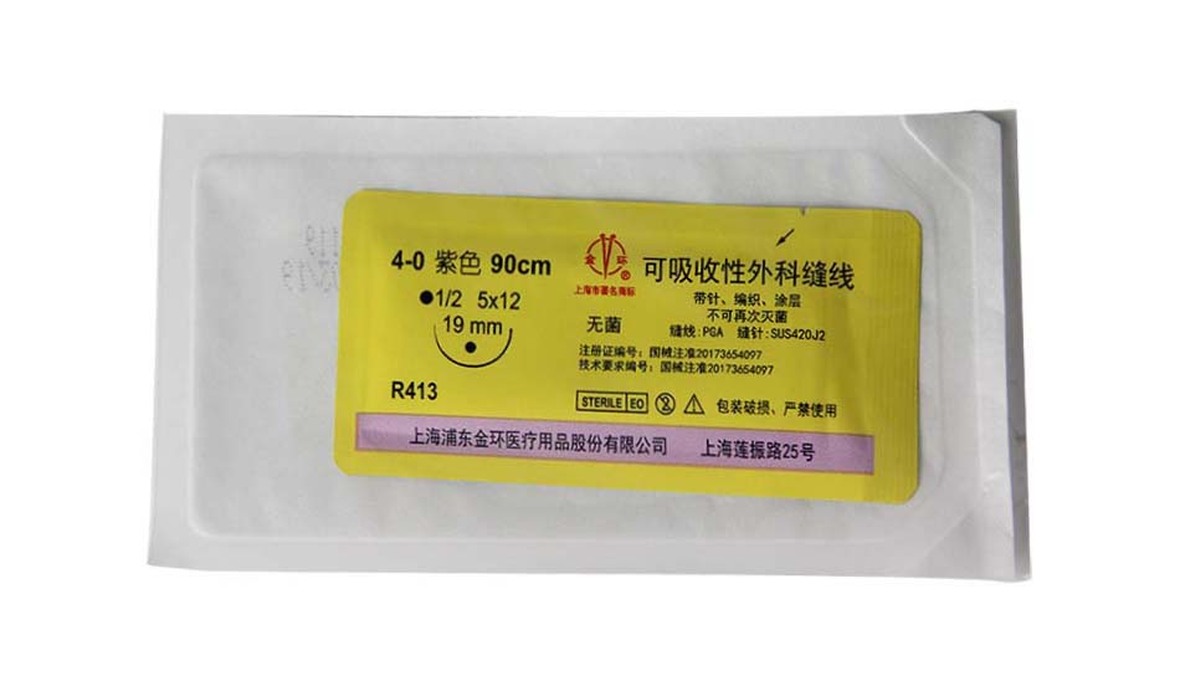 4-0 紫色 90cm
●1/2 5x12
19 mm
R413
金环®
上海市著名商标
无菌
可吸收性外科缝线
带针、编织、涂层
不可再次灭菌
缝线:PGA 缝针:SUS420J2
注册证编号：国械注准20173654097
技术要求编号：国械注准20173654097
STERILE EO 2 包装破损、严禁使用
上海浦东金环医疗用品股份有限公司 上海莲振路25号